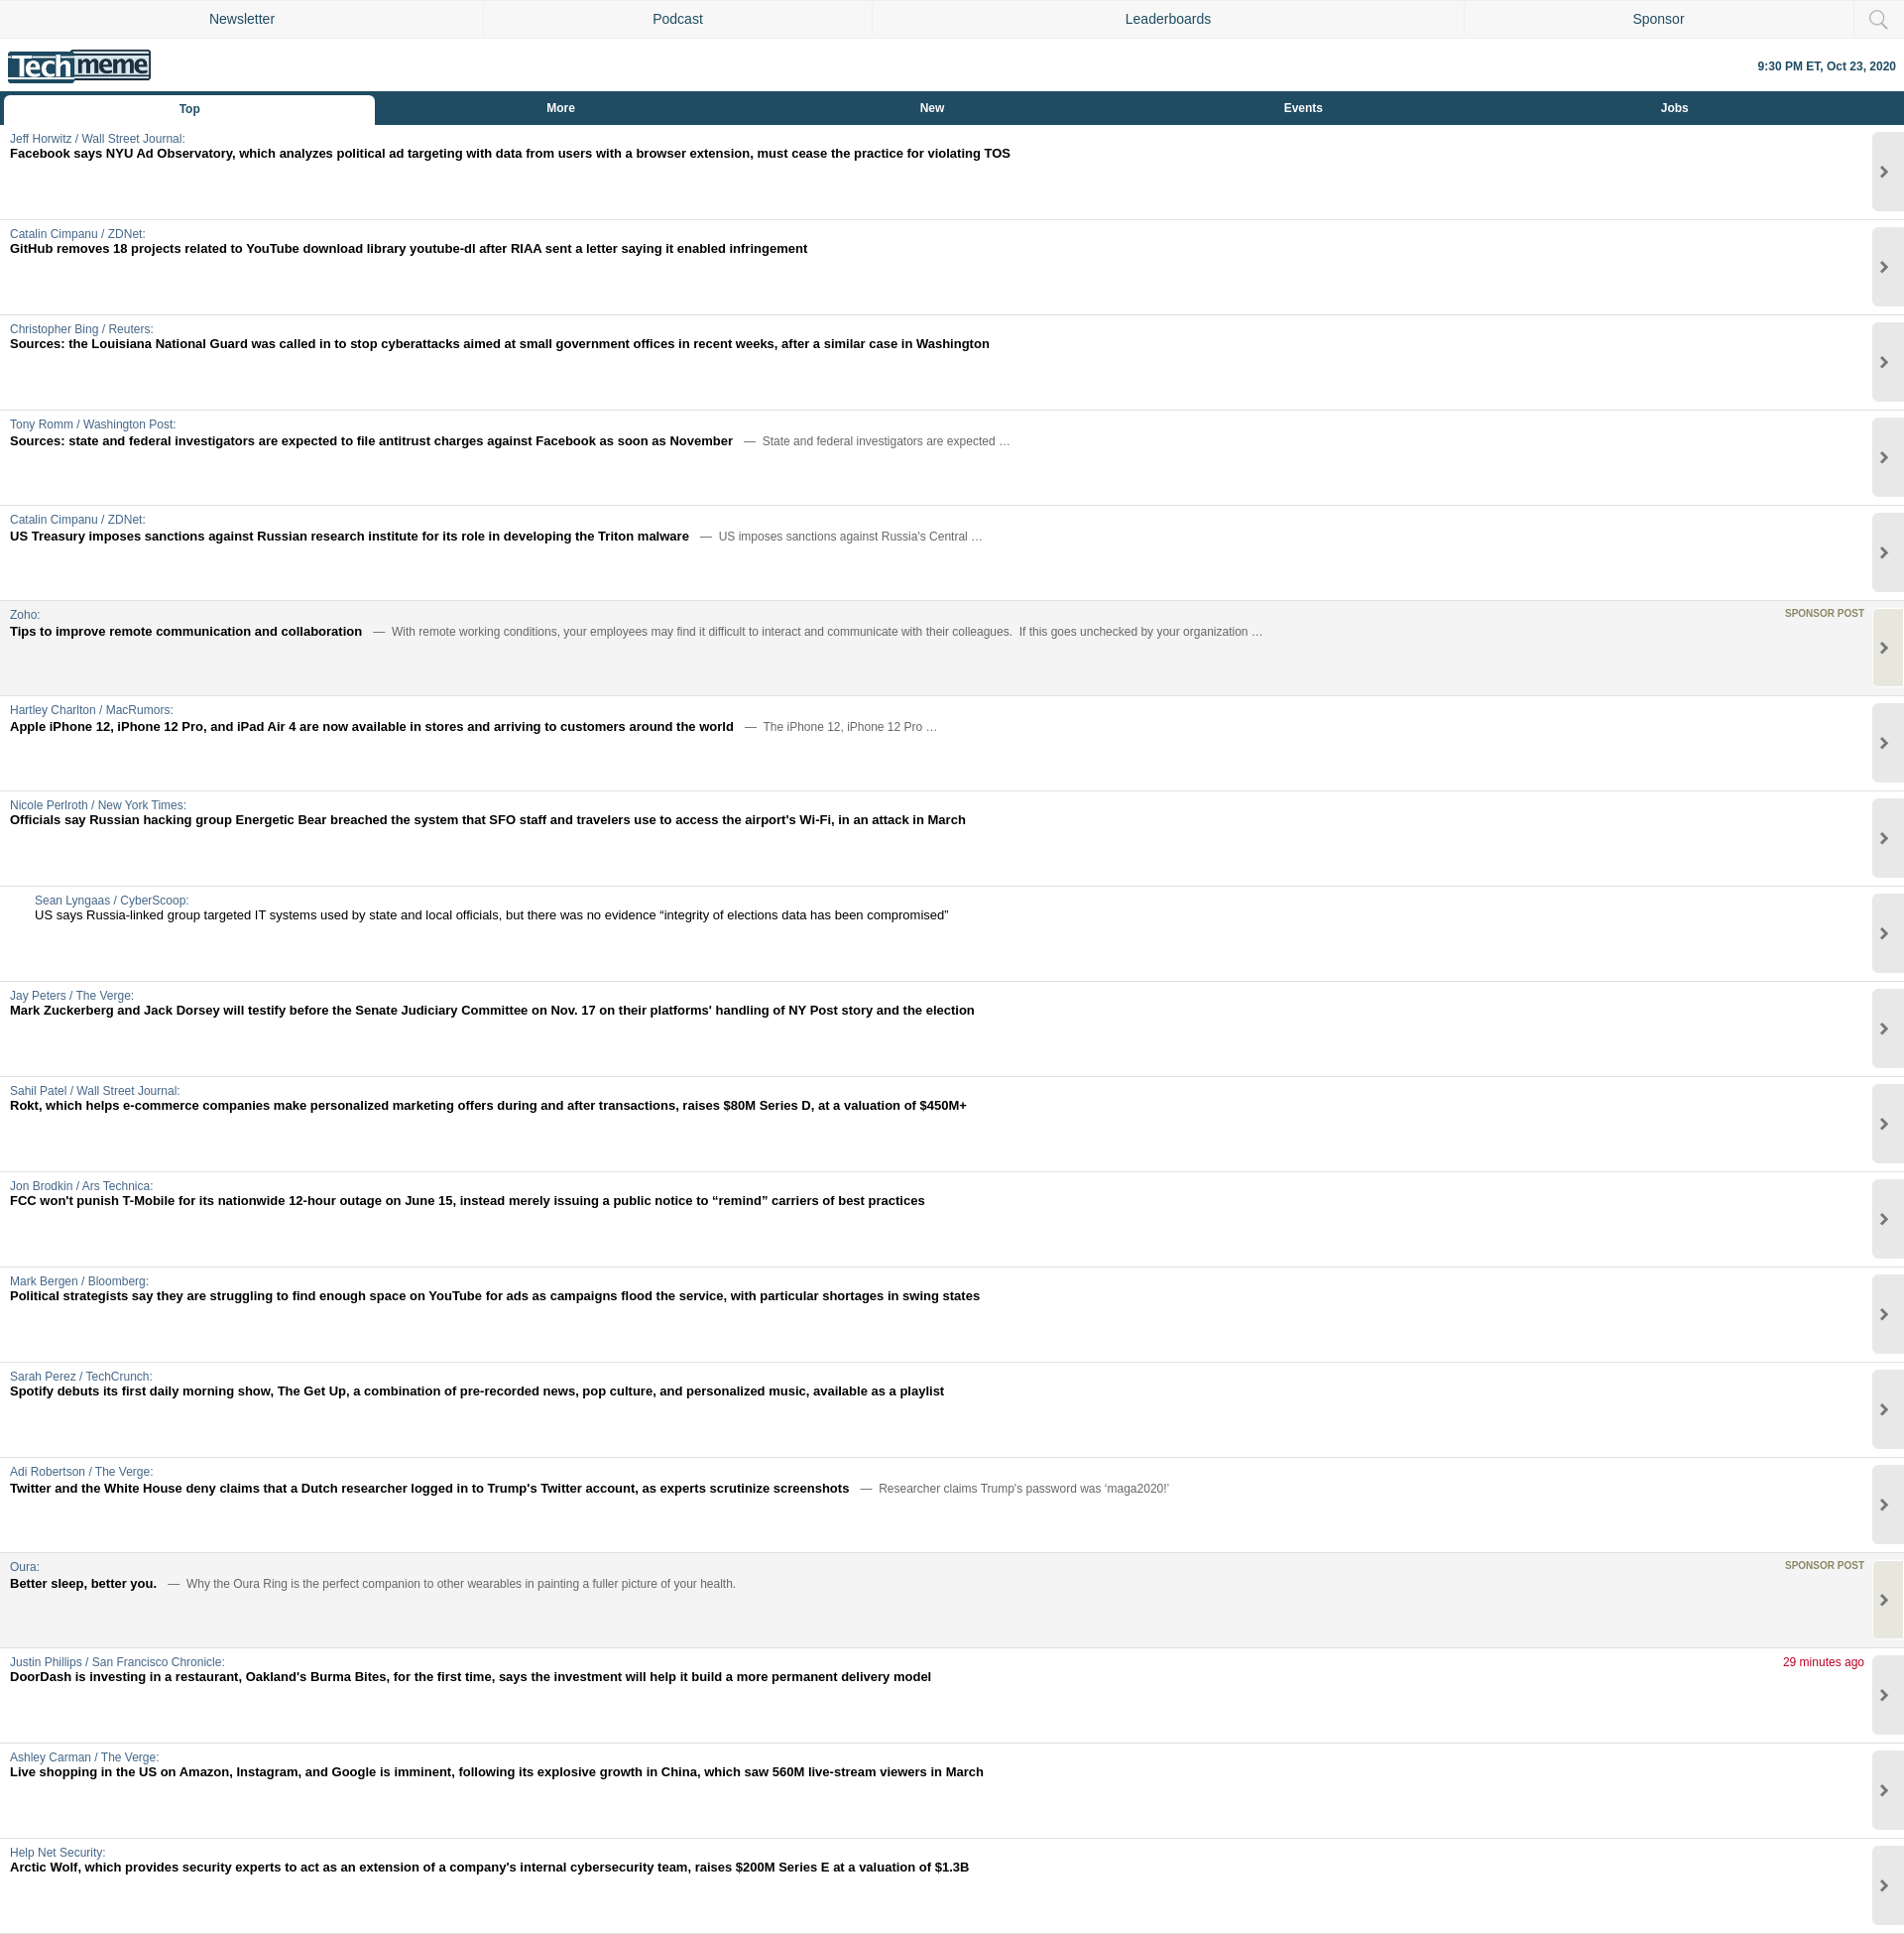 Newsletter
Podcast
Leaderboards
Sponsor
Techmeme
9:30 PM ET, Oct 23, 2020
Top
More
New
Events
Jobs
Jeff Horwitz / Wall Street Journal:
Facebook says NYU Ad Observatory, which analyzes political ad targeting with data from users with a browser extension, must cease the practice for violating TOS
Catalin Cimpanu / ZDNet:
GitHub removes 18 projects related to YouTube download library youtube-dl after RIAA sent a letter saying it enabled infringement
Christopher Bing / Reuters:
Sources: the Louisiana National Guard was called in to stop cyberattacks aimed at small government offices in recent weeks, after a similar case in Washington
Tony Romm / Washington Post:
Sources: state and federal investigators are expected to file antitrust charges against Facebook as soon as November — State and federal investigators are expected …
Catalin Cimpanu / ZDNet:
US Treasury imposes sanctions against Russian research institute for its role in developing the Triton malware — US imposes sanctions against Russia's Central …
Zoho:
SPONSOR POST
Tips to improve remote communication and collaboration — With remote working conditions, your employees may find it difficult to interact and communicate with their colleagues. If this goes unchecked by your organization …
Hartley Charlton / MacRumors:
Apple iPhone 12, iPhone 12 Pro, and iPad Air 4 are now available in stores and arriving to customers around the world — The iPhone 12, iPhone 12 Pro …
Nicole Perlroth / New York Times:
Officials say Russian hacking group Energetic Bear breached the system that SFO staff and travelers use to access the airport's Wi-Fi, in an attack in March
Sean Lyngaas / CyberScoop:
US says Russia-linked group targeted IT systems used by state and local officials, but there was no evidence “integrity of elections data has been compromised”
Jay Peters / The Verge:
Mark Zuckerberg and Jack Dorsey will testify before the Senate Judiciary Committee on Nov. 17 on their platforms' handling of NY Post story and the election
Sahil Patel / Wall Street Journal:
Rokt, which helps e-commerce companies make personalized marketing offers during and after transactions, raises $80M Series D, at a valuation of $450M+
Jon Brodkin / Ars Technica:
FCC won't punish T-Mobile for its nationwide 12-hour outage on June 15, instead merely issuing a public notice to “remind” carriers of best practices
Mark Bergen / Bloomberg:
Political strategists say they are struggling to find enough space on YouTube for ads as campaigns flood the service, with particular shortages in swing states
Sarah Perez / TechCrunch:
Spotify debuts its first daily morning show, The Get Up, a combination of pre-recorded news, pop culture, and personalized music, available as a playlist
Adi Robertson / The Verge:
Twitter and the White House deny claims that a Dutch researcher logged in to Trump's Twitter account, as experts scrutinize screenshots — Researcher claims Trump's password was ‘maga2020!’
Oura:
SPONSOR POST
Better sleep, better you. — Why the Oura Ring is the perfect companion to other wearables in painting a fuller picture of your health.
Justin Phillips / San Francisco Chronicle:
29 minutes ago
DoorDash is investing in a restaurant, Oakland's Burma Bites, for the first time, says the investment will help it build a more permanent delivery model
Ashley Carman / The Verge:
Live shopping in the US on Amazon, Instagram, and Google is imminent, following its explosive growth in China, which saw 560M live-stream viewers in March
Help Net Security:
Arctic Wolf, which provides security experts to act as an extension of a company's internal cybersecurity team, raises $200M Series E at a valuation of $1.3B